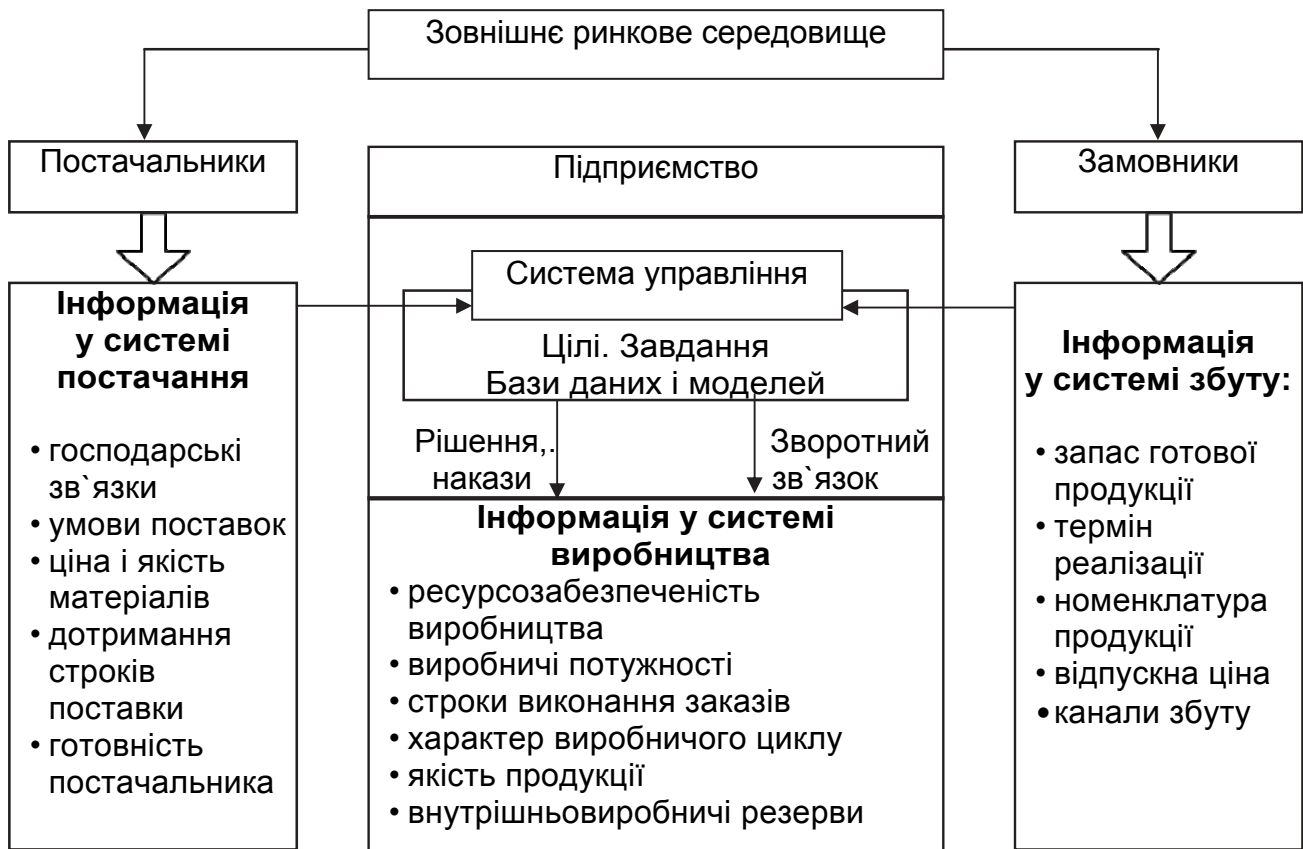 Зовнішнє ринкове середовище
Постачальники
Підприємство
Замовники
Інформація
у системі
постачання
• господарські
зв`язки
• умови поставок
• ціна і якість
матеріалів
• дотримання
строків
поставки
• готовність
постачальника
Система управління
Цілі. Завдання
Бази даних і моделей
Рішення,.
накази
Зворотний
зв`язок
Інформація у системі
виробництва
• ресурсозабезпеченість
виробництва
• виробничі потужності
• строки виконання заказів
• характер виробничого циклу
• якість продукції
• внутрішньовиробничі резерви
Інформація
у системі збуту:
• запас готової
продукції
• термін
реалізації
• номенклатура
продукції
• відпускна ціна
• канали збуту